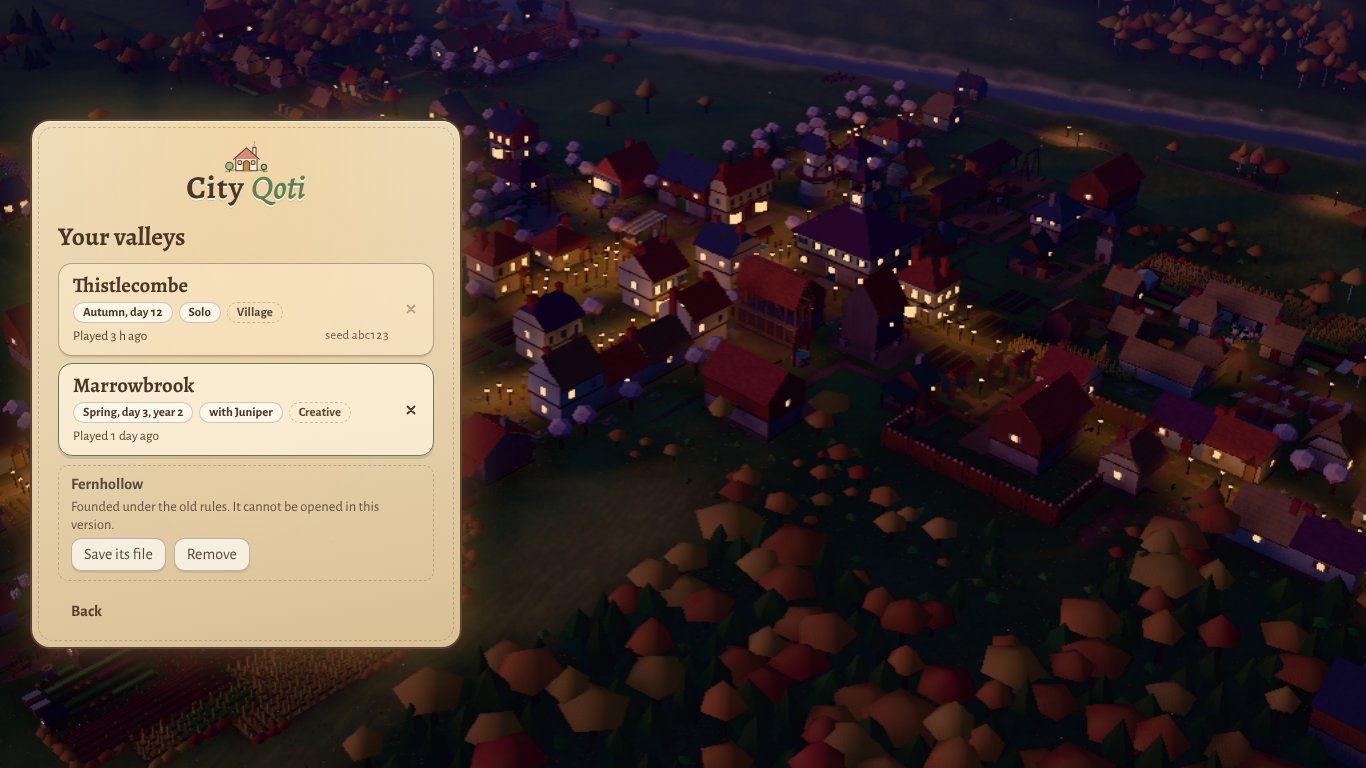 City Qoti
Your valleys
Thistlecombe
Autumn, day 12 Solo Village
Played 3 h ago seed abc123
Marrowbrook
Spring, day 3, year 2 with Juniper Creative
Played 1 day ago
Fernhollow
Founded under the old rules. It cannot be opened in this
version.
Save its file Remove
Back